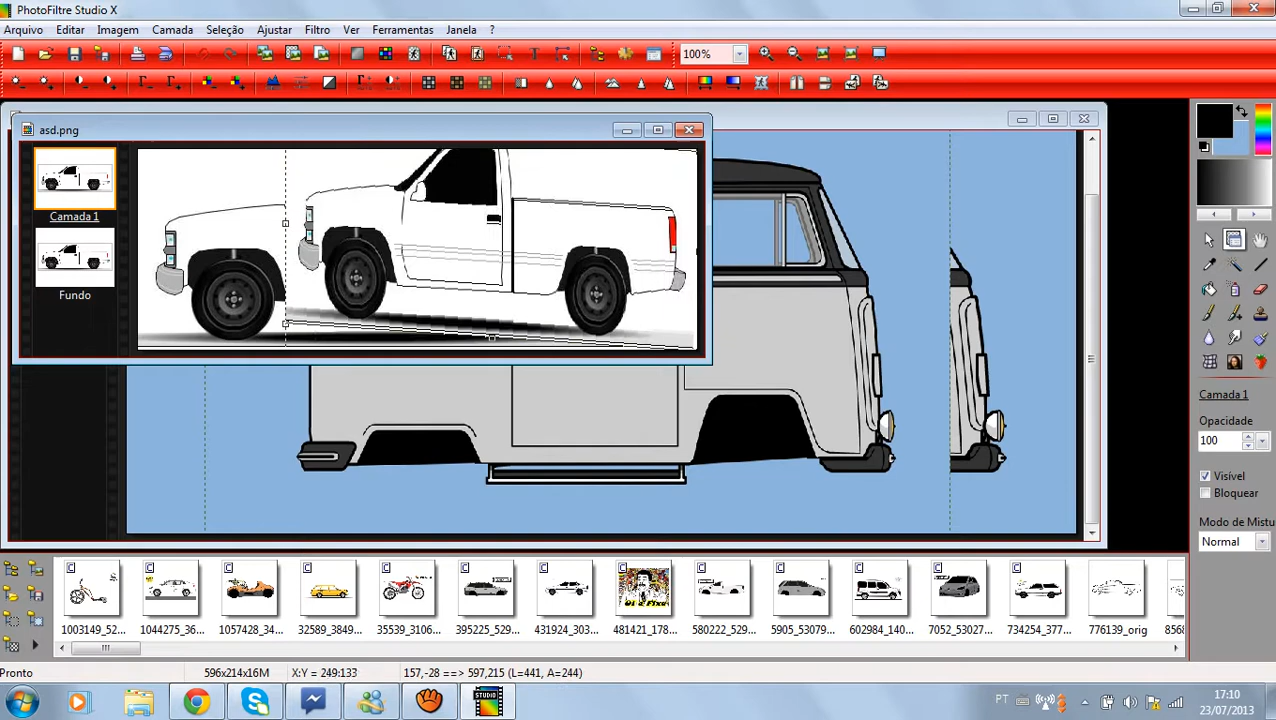 PhotoFiltre Studio X
Arquivo Editar Imagem Camada Seleção Ajustar Filtro Ver Ferramentas Janela ?
100%
asd.png
Camada 1
Fundo
Camada 1
Opacidade
100
Visível
Bloquear
Modo de Mistu
Normal
1003149_52... 1044275_36... 1057428_34... 32589_3849... 35539_3106... 395225_529... 431924_303... 481421_178... 580222_529... 5905_53079... 602984_140... 7052_53027... 734254_377... 776139_orig 8568
Pronto 596x214x16M X:Y = 249:133 157,-28 ==> 597,215 (L=441, A=244)
STUDIO
PT
17:10
23/07/2013